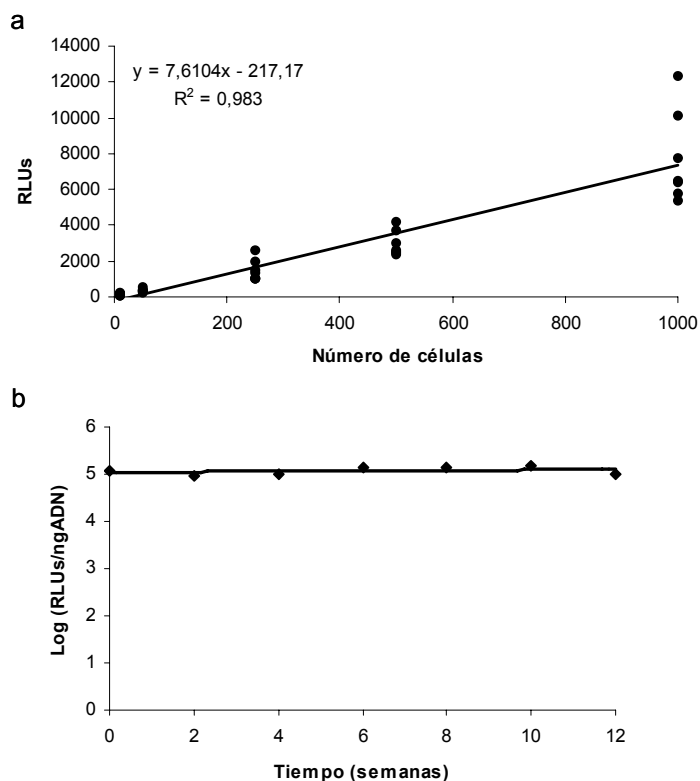 a
y = 7,6104x - 217,17
R² = 0,983
14000
12000
10000
8000
6000
4000
2000
0
RLUs
0 200 400 600 800 1000
Número de células
b
6
5
4
3
2
1
0
Log (RLUs/ngADN)
0 2 4 6 8 10 12
Tiempo (semanas)